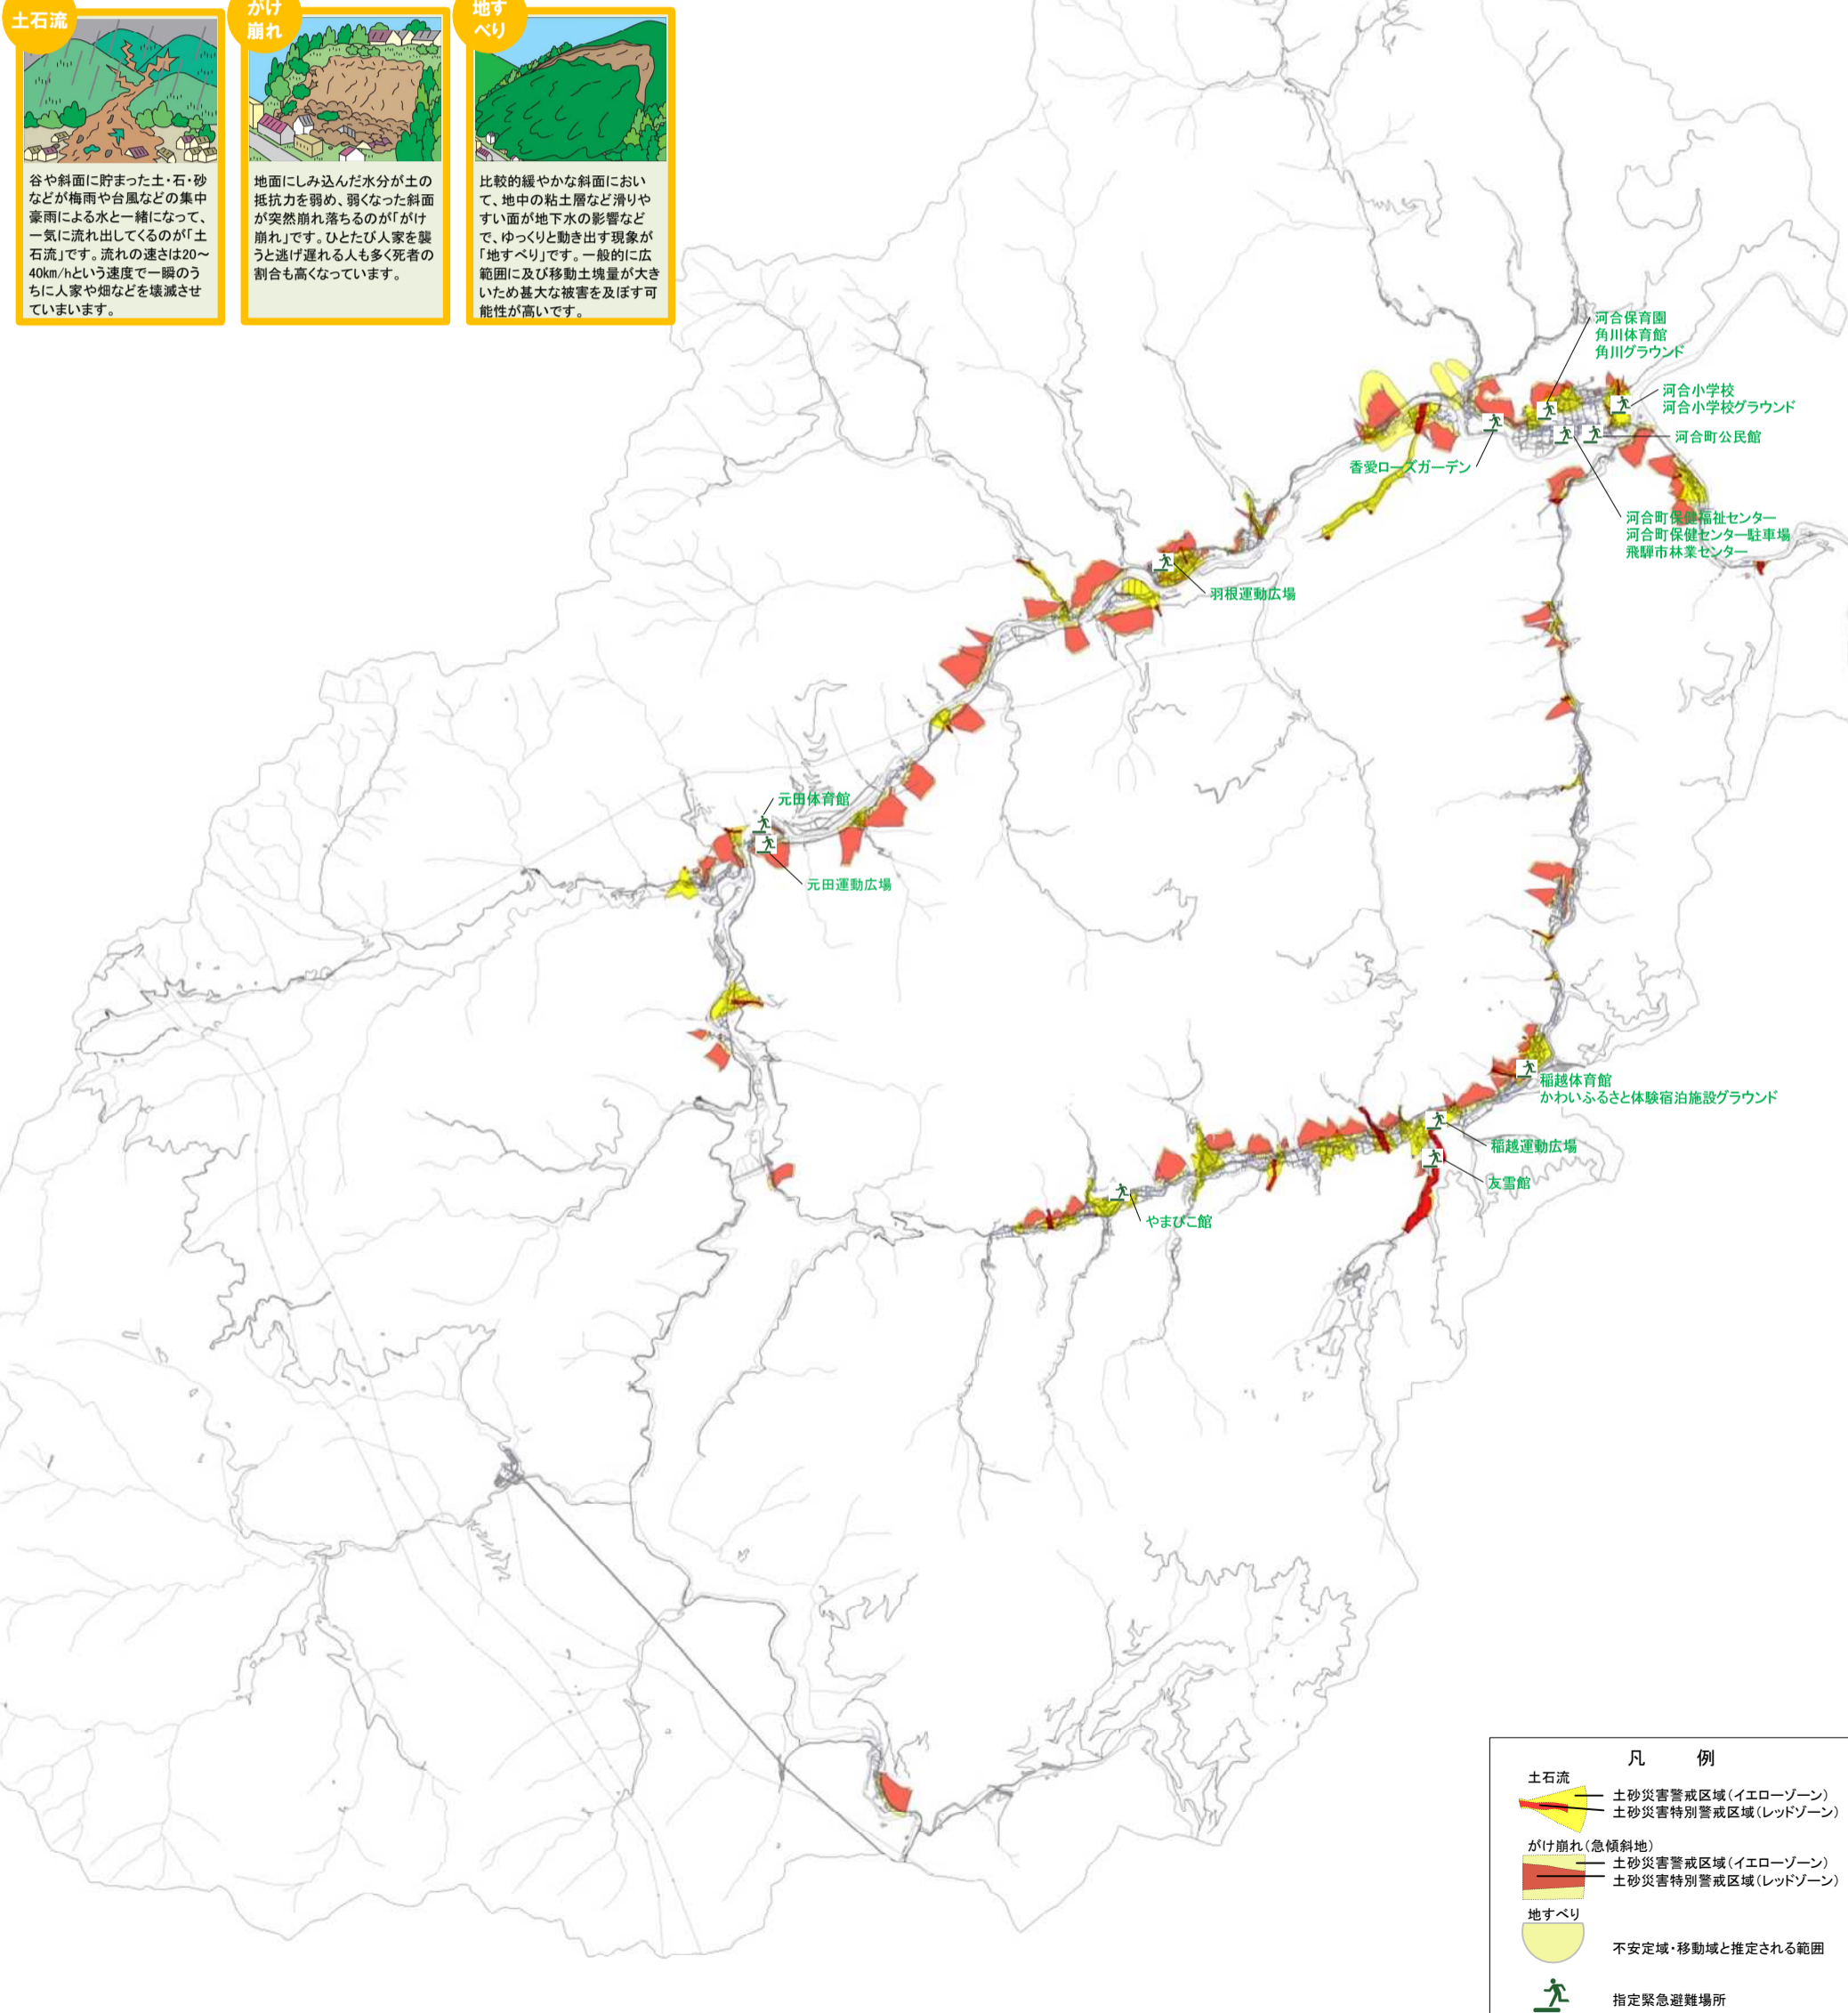 土石流
谷や斜面に貯まった土・石・砂
などが梅雨や台風などの集中
豪雨による水と一緒になって、
一気に流れ出してくるのが「土
石流」です。流れの速さは20～
40km/hという速度で一瞬のう
ちに人家や畑などを壊滅させ
ていまいます。
がけ
崩れ
地面にしみ込んだ水分が土の
抵抗力を弱め、弱くなった斜面
が突然崩れ落ちるのが「がけ
崩れ」です。ひとたび人家を襲
うと逃げ遅れる人も多く死者の
割合も高くなっています。
地す
べり
比較的緩やかな斜面におい
て、地中の粘土層など滑りや
すい面が地下水の影響など
で、ゆっくりと動き出す現象が
「地すべり」です。一般的に広
範囲に及び移動土塊量が大き
いため甚大な被害を及ぼす可
能性が高いです。
河合保育園
角川体育館
角川グラウンド
河合小学校
河合小学校グラウンド
河合町公民館
香愛ローズガーデン
河合町保健福祉センター
河合町保健センター駐車場
飛騨市林業センター
羽根運動広場
元田体育館
元田運動広場
稲越体育館
かわいふるさと体験宿泊施設グラウンド
稲越運動広場
友雪館
やまびこ館
凡 例
土石流
土砂災害警戒区域(イエローゾーン)
土砂災害特別警戒区域(レッドゾーン)
がけ崩れ(急傾斜地)
土砂災害警戒区域(イエローゾーン)
土砂災害特別警戒区域(レッドゾーン)
地すべり
不安定域・移動域と推定される範囲
指定緊急避難場所